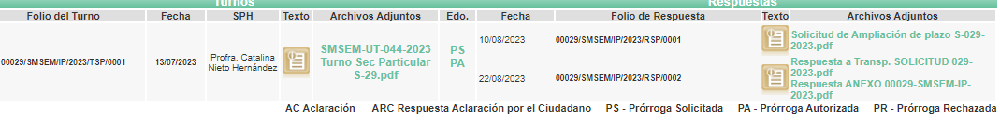 Turnos Respuestas
Folio del Turno Fecha SPH Texto Archivos Adjuntos Edo. Fecha Folio de Respuesta Texto Archivos Adjuntos
00029/SMSEM/IP/2023/TSP/0001 13/07/2023 Profra. Catalina
Nieto Hernández
SMSEM-UT-044-2023
Turno Sec Particular
S-29.pdf
PS
PA
10/08/2023 00029/SMSEM/IP/2023/RSP/0001 Solicitud de Ampliación de plazo S-029-
2023.pdf
22/08/2023 00029/SMSEM/IP/2023/RSP/0002 Respuesta a Transp. SOLICITUD 029-
2023.pdf
Respuesta ANEXO 00029-SMSEM-IP-
2023.pdf
AC Aclaración ARC Respuesta Aclaración por el Ciudadano PS - Prórroga Solicitada PA - Prórroga Autorizada PR - Prórroga Rechazada